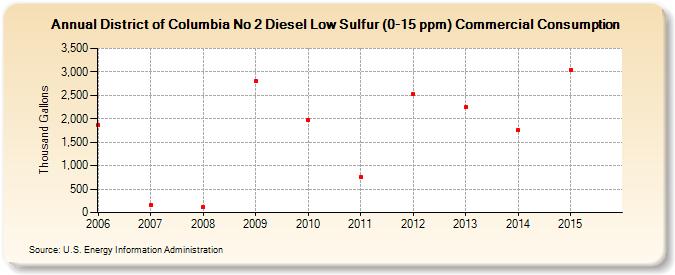 Annual District of Columbia No 2 Diesel Low Sulfur (0-15 ppm) Commercial Consumption
Thousand Gallons
3,500
3,000
2,500
2,000
1,500
1,000
500
0
2006 2007 2008 2009 2010 2011 2012 2013 2014 2015
Source: U.S. Energy Information Administration